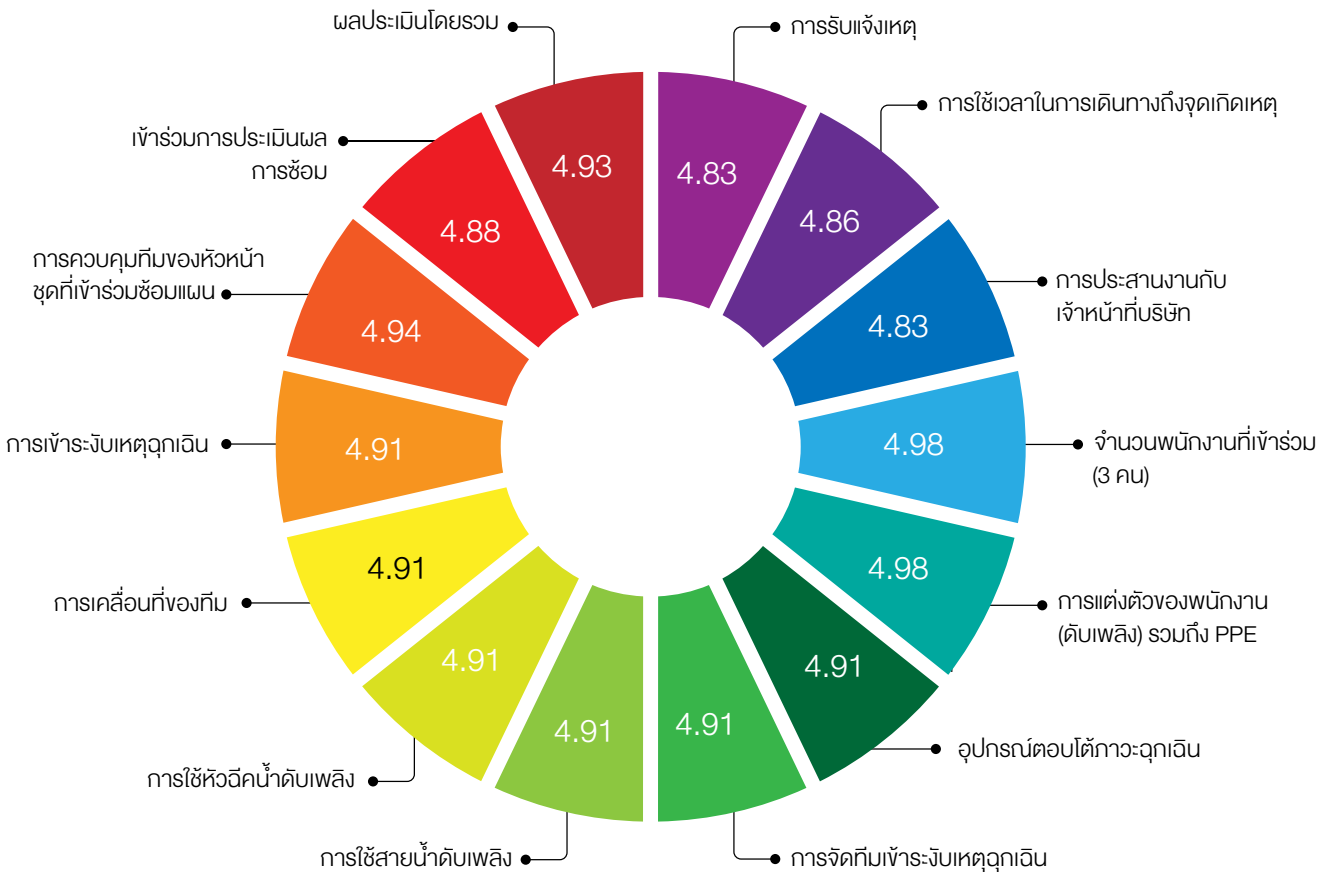 ผลประเมินโดยรวม
การรับแจ้งเหตุ
การใช้เวลาในการเดินทางถึงจุดเกิดเหตุ
เข้าร่วมการประเมินผล
การซ้อม
4.93
4.83
4.88
4.86
การควบคุมทีมของหัวหน้า
ชุดที่เข้าร่วมซ้อมแผน
การประสานงานกับ
เจ้าหน้าที่บริษัท
4.94
4.83
การเข้าระงับเหตุฉุกเฉิน
4.91
4.98
จำนวนพนักงานที่เข้าร่วม
(3 คน)
4.91
4.98
การเคลื่อนที่ของทีม
การแต่งตัวของพนักงาน
(ดับเพลิง) รวมถึง PPE
4.91
4.91
4.91
4.91
อุปกรณ์ตอบโต้ภาวะฉุกเฉิน
การใช้หัวฉีดน้ำดับเพลิง
การใช้สายน้ำดับเพลิง
การจัดทีมเข้าระงับเหตุฉุกเฉิน